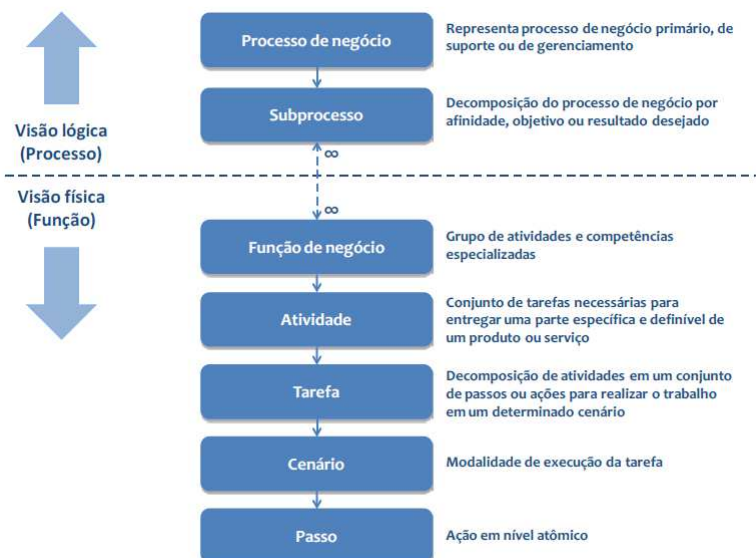 Processo de negócio
Representa processo de negócio primário, de
suporte ou de gerenciamento
Subprocesso
Decomposição do processo de negócio por
afinidade, objetivo ou resultado desejado
Visão lógica
(Processo)
∞
Visão física
(Função)
∞
Função de negócio
Grupo de atividades e competências
especializadas
Atividade
Conjunto de tarefas necessárias para
entregar uma parte específica e definível de
um produto ou serviço
Tarefa
Decomposição de atividades em um conjunto
de passos ou ações para realizar o trabalho
em um determinado cenário
Cenário
Modalidade de execução da tarefa
Passo
Ação em nível atômico